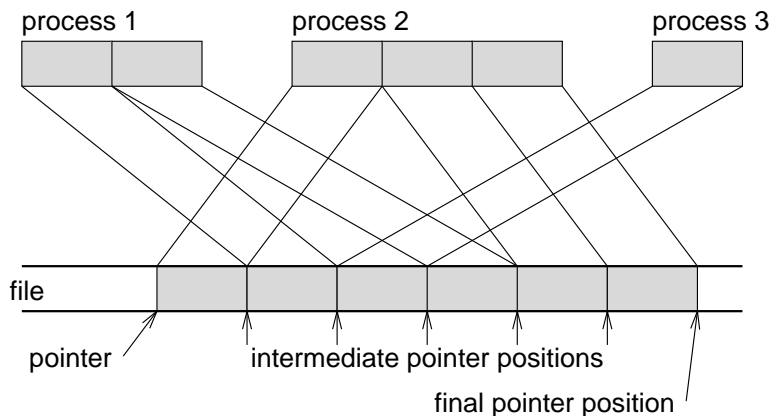 process 1
process 2
process 3
file
pointer
intermediate pointer positions
final pointer position